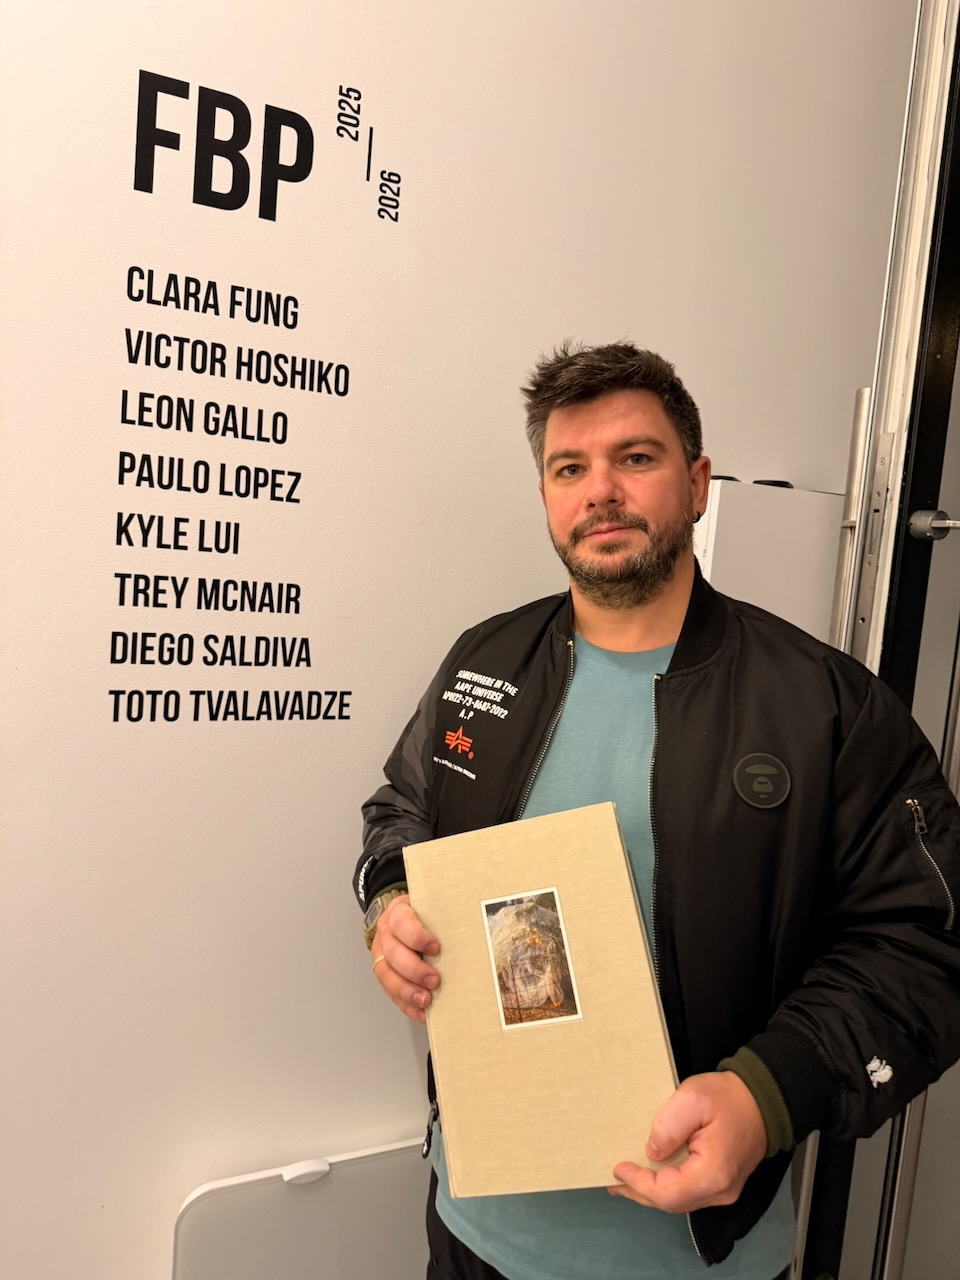 FBP
2025
2026
CLARA FUNG
VICTOR HOSHIKO
LEON GALLO
PAULO LOPEZ
KYLE LUI
TREY MCNAIR
DIEGO SALDIVA
TOTO TVALAVADZE
SOMEWHERE IN THE
AAPE UNIVERSE
A.P